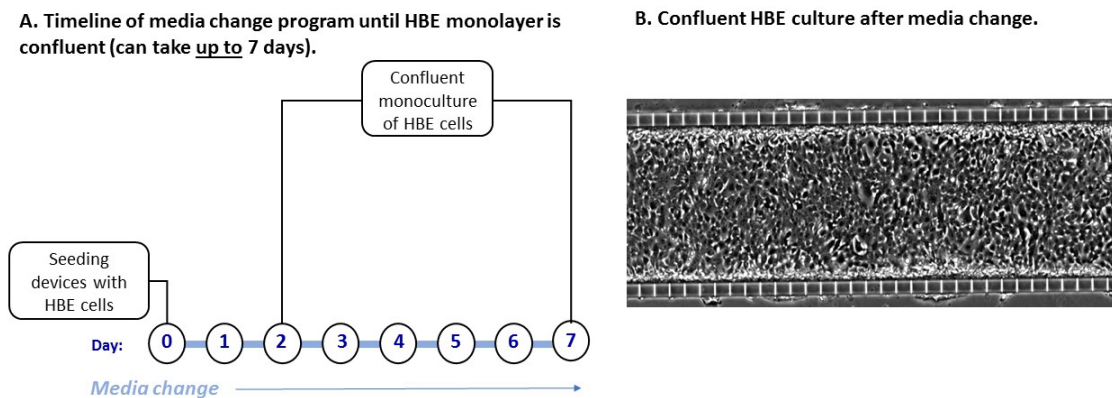 A. Timeline of media change program until HBE monolayer is
confluent (can take up to 7 days).
B. Confluent HBE culture after media change.
Confluent
monoculture
of HBE cells
Seeding
devices with
HBE cells
Day: 0 1 2 3 4 5 6 7
Media change